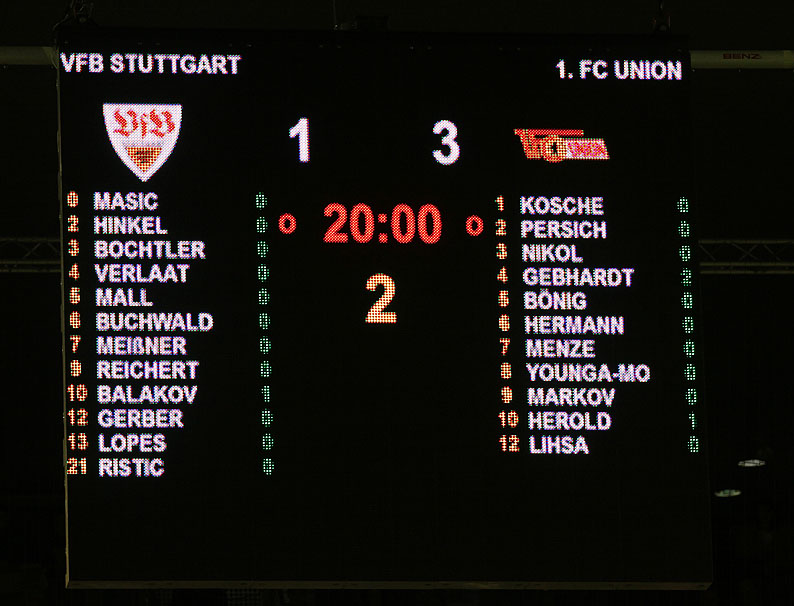 VFB STUTTGART 1. FC UNION
BENZ
VfB
1 3
0 20:00 0
2
0 MASIC 0
2 HINKEL 0
3 BOCHTLER 0
4 VERLAAT 0
5 MALL 0
6 BUCHWALD 0
7 MEIßNER 0
9 REICHERT 0
10 BALAKOV 1
12 GERBER 0
13 LOPES 0
21 RISTIC 0
1 KOSCHE 0
2 PERSICH 0
3 NIKOL 0
4 GEBHARDT 2
5 BÖNIG 0
6 HERMANN 0
7 MENZE 0
8 YOUNGA-MO 0
9 MARKOV 0
10 HEROLD 1
12 LIHSA 0